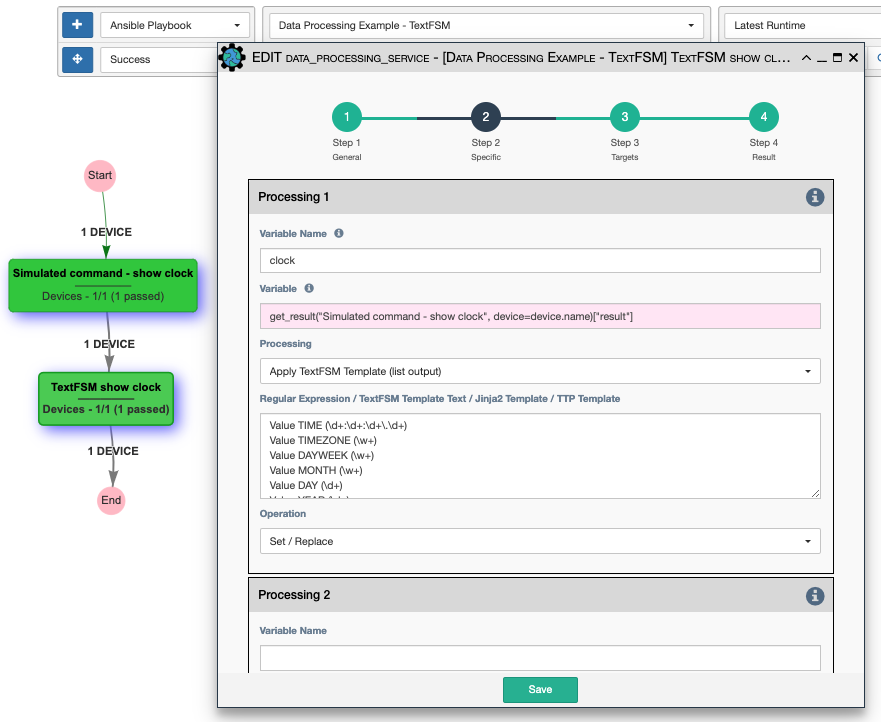 Ansible Playbook
Data Processing Example - TextFSM
Latest Runtime
Success
EDIT DATA_PROCESSING_SERVICE - [DATA PROCESSING EXAMPLE - TEXTFSM] TEXTFSM SHOW CL...
1
2
3
4
Step 1
Step 2
Step 3
Step 4
General
Specific
Targets
Result
Start
1 DEVICE
Simulated command - show clock
Devices - 1/1 (1 passed)
1 DEVICE
TextFSM show clock
Devices - 1/1 (1 passed)
1 DEVICE
End
Processing 1
Variable Name
clock
Variable
get_result("Simulated command - show clock", device=device.name)["result"]
Processing
Apply TextFSM Template (list output)
Regular Expression / TextFSM Template Text / Jinja2 Template / TTP Template
Value TIME (\d+:\d+:\d+\.\d+)
Value TIMEZONE (\w+)
Value DAYWEEK (\w+)
Value MONTH (\w+)
Value DAY (\d+)
Operation
Set / Replace
Processing 2
Variable Name
Save